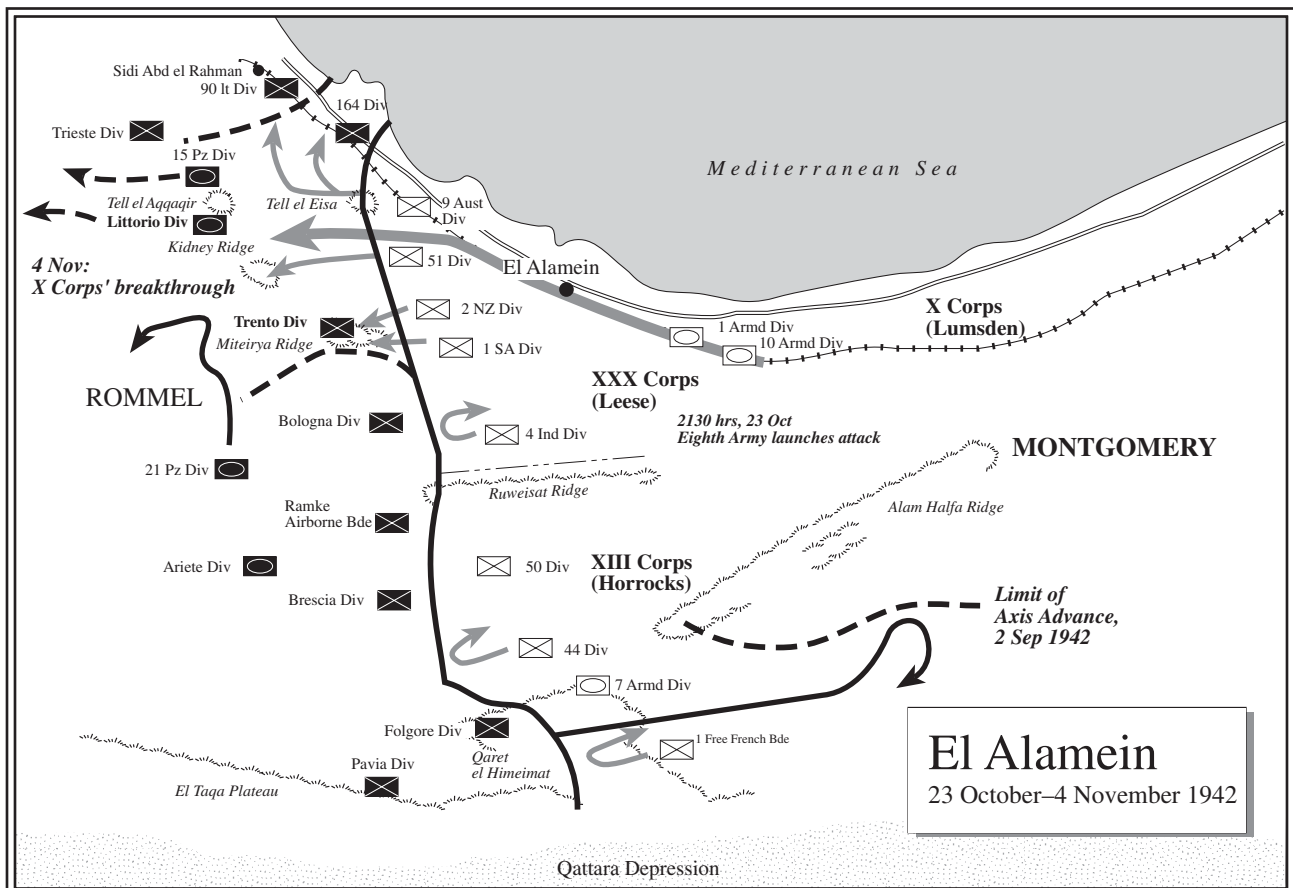 Sidi Abd el Rahman
90 lt Div
164 Div
Trieste Div
15 Pz Div
Mediterranean Sea
Tell el Aqqaqir
Littorio Div
Tell el Eisa
9 Aust
Div
Kidney Ridge
4 Nov:
X Corps' breakthrough
51 Div
El Alamein
2 NZ Div
X Corps
(Lumsden)
Trento Div
Miteirya Ridge
1 SA Div
1 Armd Div
10 Armd Div
ROMMEL
XXX Corps
(Leese)
Bologna Div
4 Ind Div
2130 hrs, 23 Oct
Eighth Army launches attack
MONTGOMERY
21 Pz Div
Ruweisat Ridge
Alam Halfa Ridge
Ramke
Airborne Bde
Ariete Div
50 Div
XIII Corps
(Horrocks)
Brescia Div
Limit of
Axis Advance,
2 Sep 1942
44 Div
7 Armd Div
Folgore Div
1 Free French Bde
Qaret
el Himeimat
Pavia Div
El Taqa Plateau
El Alamein
23 October–4 November 1942
Qattara Depression